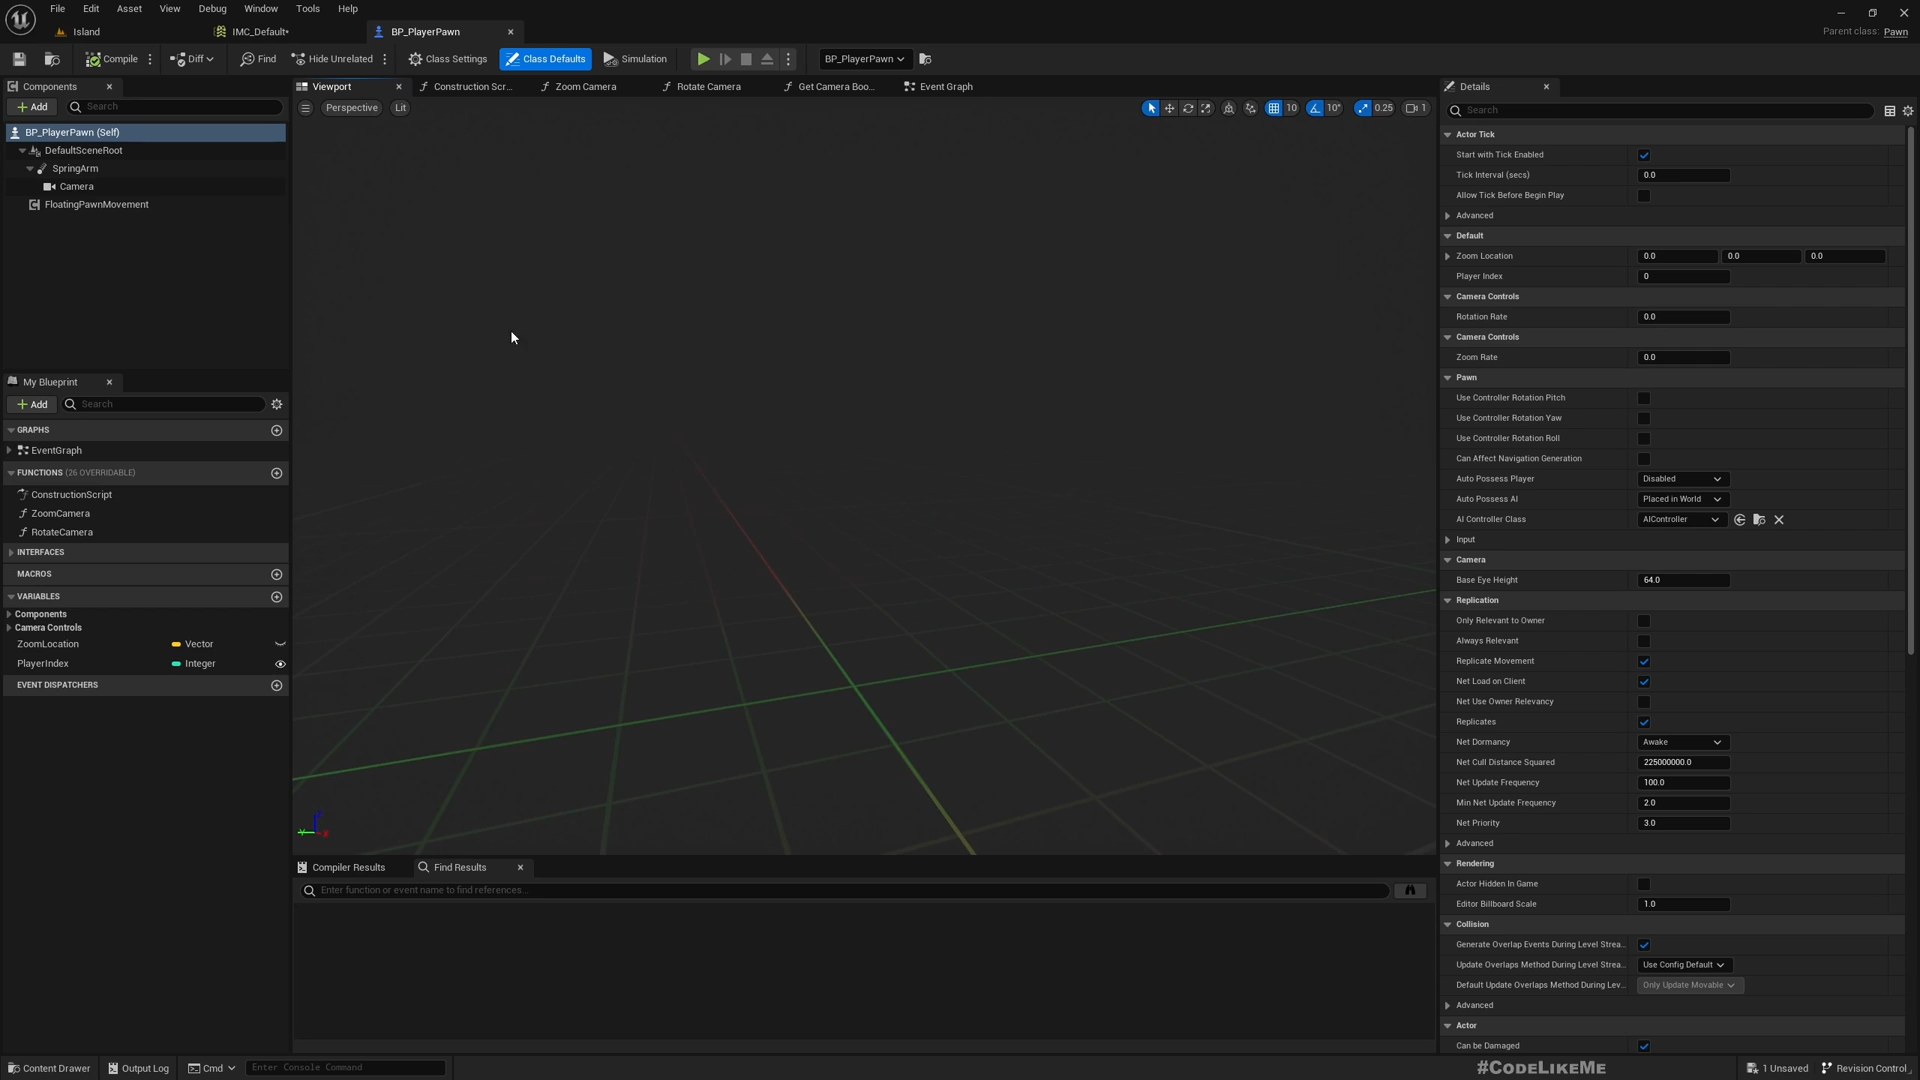 File Edit Asset View Debug Window Tools Help
Island IMC_Default* BP_PlayerPawn
Parent class: Pawn
Compile Diff Find Hide Unrelated Class Settings Class Defaults Simulation BP_PlayerPawn
Components
Add Search
BP_PlayerPawn (Self)
DefaultSceneRoot
SpringArm
Camera
FloatingPawnMovement
My Blueprint
Add Search
GRAPHS
EventGraph
FUNCTIONS (26 OVERRIDABLE)
ConstructionScript
ZoomCamera
RotateCamera
INTERFACES
MACROS
VARIABLES
Components
Camera Controls
ZoomLocation Vector
PlayerIndex Integer
EVENT DISPATCHERS
Viewport Construction Scr... Zoom Camera Rotate Camera Get Camera Boo... Event Graph
Perspective Lit 10 10° 0.25 1
Compiler Results Find Results
Enter function or event name to find references...
Details
Search
Actor Tick
Start with Tick Enabled
Tick Interval (secs) 0.0
Allow Tick Before Begin Play
Advanced
Default
Zoom Location 0.0 0.0 0.0
Player Index 0
Camera Controls
Rotation Rate 0.0
Camera Controls
Zoom Rate 0.0
Pawn
Use Controller Rotation Pitch
Use Controller Rotation Yaw
Use Controller Rotation Roll
Can Affect Navigation Generation
Auto Possess Player Disabled
Auto Possess AI Placed in World
AI Controller Class AIController
Input
Camera
Base Eye Height 64.0
Replication
Only Relevant to Owner
Always Relevant
Replicate Movement
Net Load on Client
Net Use Owner Relevancy
Replicates
Net Dormancy Awake
Net Cull Distance Squared 225000000.0
Net Update Frequency 100.0
Min Net Update Frequency 2.0
Net Priority 3.0
Advanced
Rendering
Actor Hidden In Game
Editor Billboard Scale 1.0
Collision
Generate Overlap Events During Level Strea...
Update Overlaps Method During Level Strea... Use Config Default
Default Update Overlaps Method During Lev... Only Update Movable
Advanced
Actor
Can be Damaged
Content Drawer Output Log Cmd Enter Console Command #CodeLikeMe 1 Unsaved Revision Control